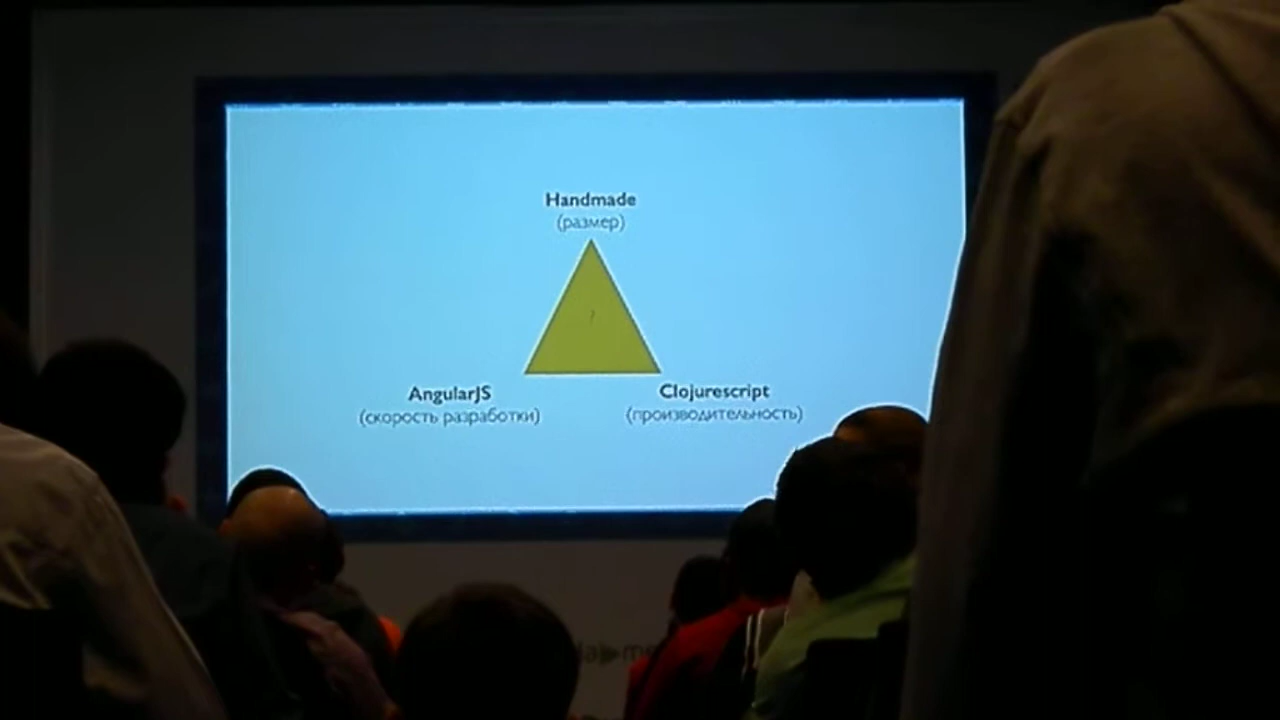 Handmade
(размер)
?
AngularJS
(скорость разработки)
Clojurescript
(производительность)